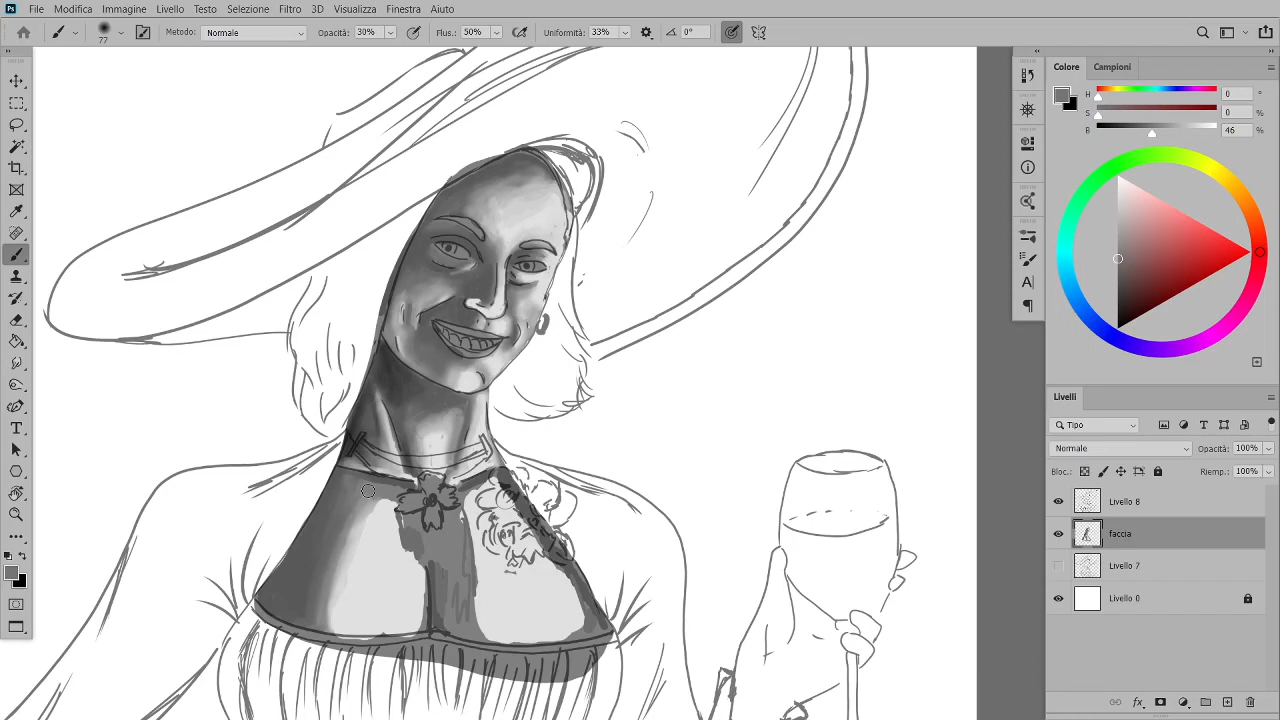 Ps File Modifica Immagine Livello Testo Selezione Filtro 3D Visualizza Finestra Aiuto
77 Metodo: Normale Opacità: 30% Flus.: 50% Uniformità: 33% 0°
Colore Campioni
H 0 °
S 0 %
B 46 %
Livelli
Tipo
Normale Opacità: 100%
Bloc.: Riemp.: 100%
Livello 8
faccia
Livello 7
Livello 0
fx